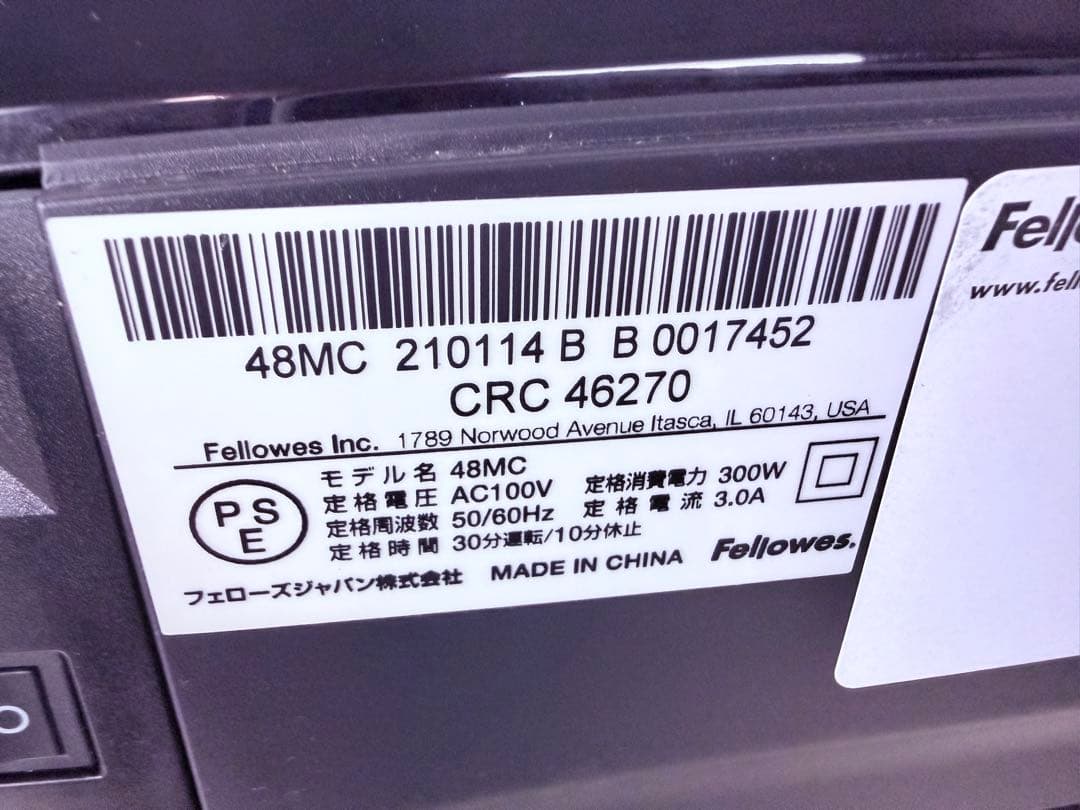 48MC 210114 B B 0017452
CRC 46270
Fellowes Inc. 1789 Norwood Avenue Itasca, IL 60143, USA
PSE
モデル名 48MC
定格電圧 AC100V 定格消費電力 300W
定格周波数 50/60Hz 定格電流 3.0A
定格時間 30分運転/10分休止
フェローズジャパン株式会社 MADE IN CHINA Fellowes.
Fell
www.fell